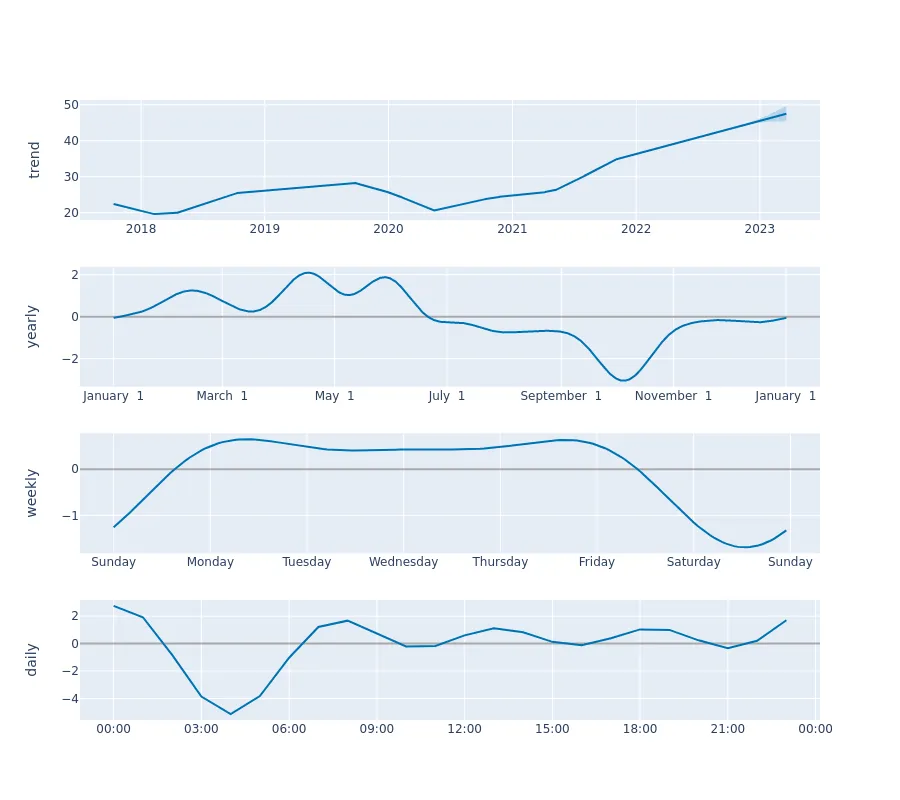 trend
50
40
30
20
2018 2019 2020 2021 2022 2023
yearly
2
0
−2
January 1 March 1 May 1 July 1 September 1 November 1 January 1
weekly
0
−1
Sunday Monday Tuesday Wednesday Thursday Friday Saturday Sunday
daily
2
0
−2
−4
00:00 03:00 06:00 09:00 12:00 15:00 18:00 21:00 00:00